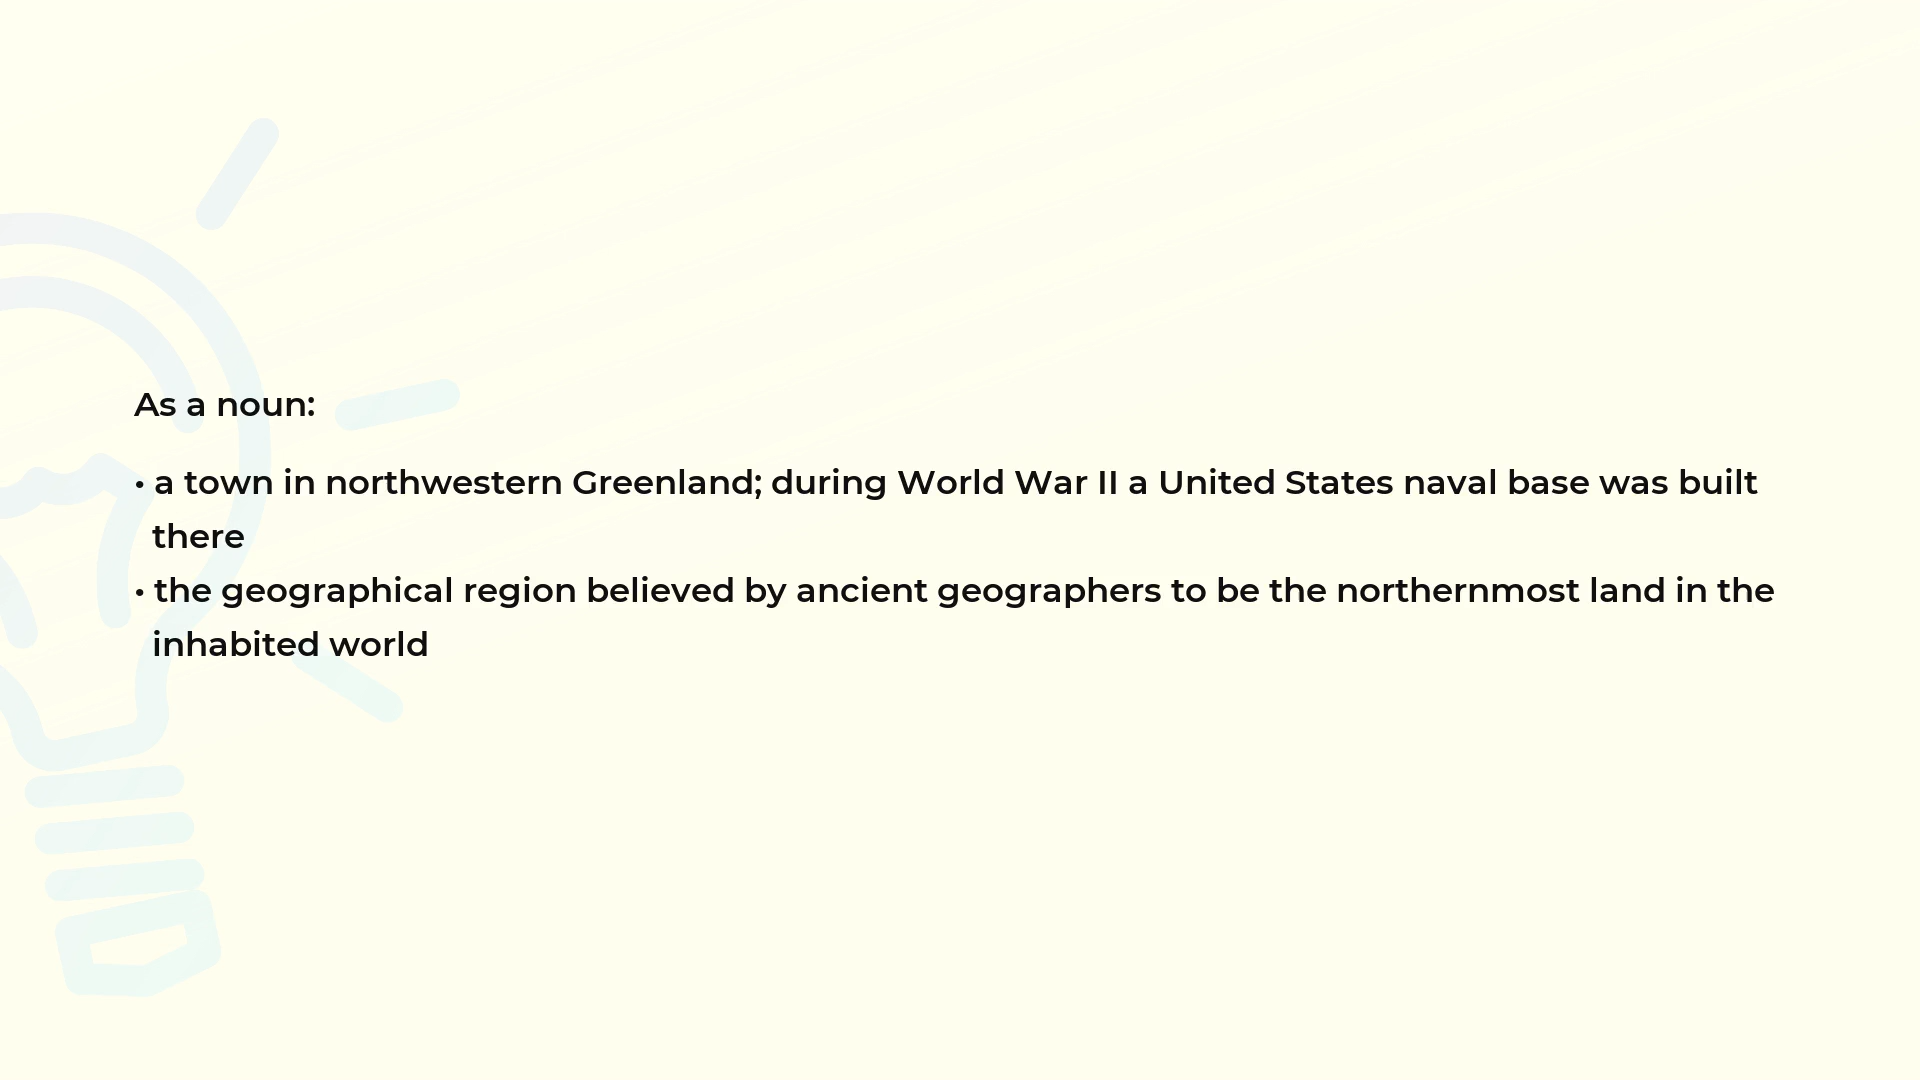 As a noun:
• a town in northwestern Greenland; during World War II a United States naval base was built
there
• the geographical region believed by ancient geographers to be the northernmost land in the
inhabited world